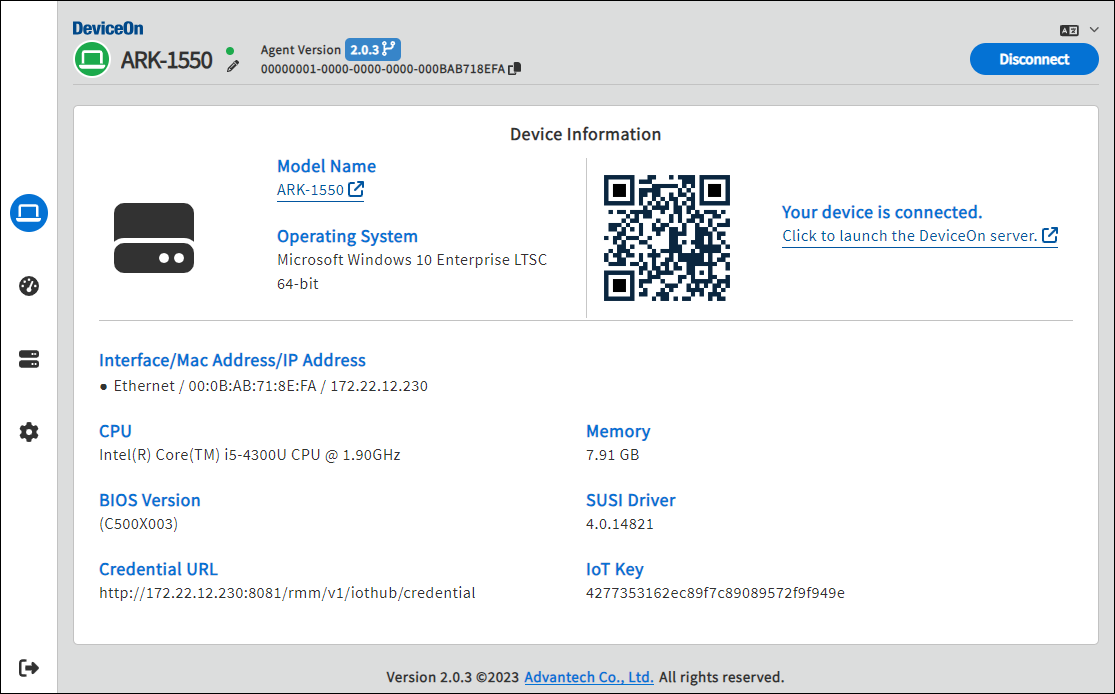 DeviceOn
ARK-1550
Agent Version 2.0.3
00000001-0000-0000-0000-000BAB718EFA
Disconnect
Device Information
Model Name
ARK-1550
Operating System
Microsoft Windows 10 Enterprise LTSC
64-bit
Your device is connected.
Click to launch the DeviceOn server.
Interface/Mac Address/IP Address
● Ethernet / 00:0B:AB:71:8E:FA / 172.22.12.230
CPU
Intel(R) Core(TM) i5-4300U CPU @ 1.90GHz
Memory
7.91 GB
BIOS Version
(C500X003)
SUSI Driver
4.0.14821
Credential URL
http://172.22.12.230:8081/rmm/v1/iothub/credential
IoT Key
4277353162ec89f7c89089572f9f949e
Version 2.0.3 ©2023 Advantech Co., Ltd. All rights reserved.